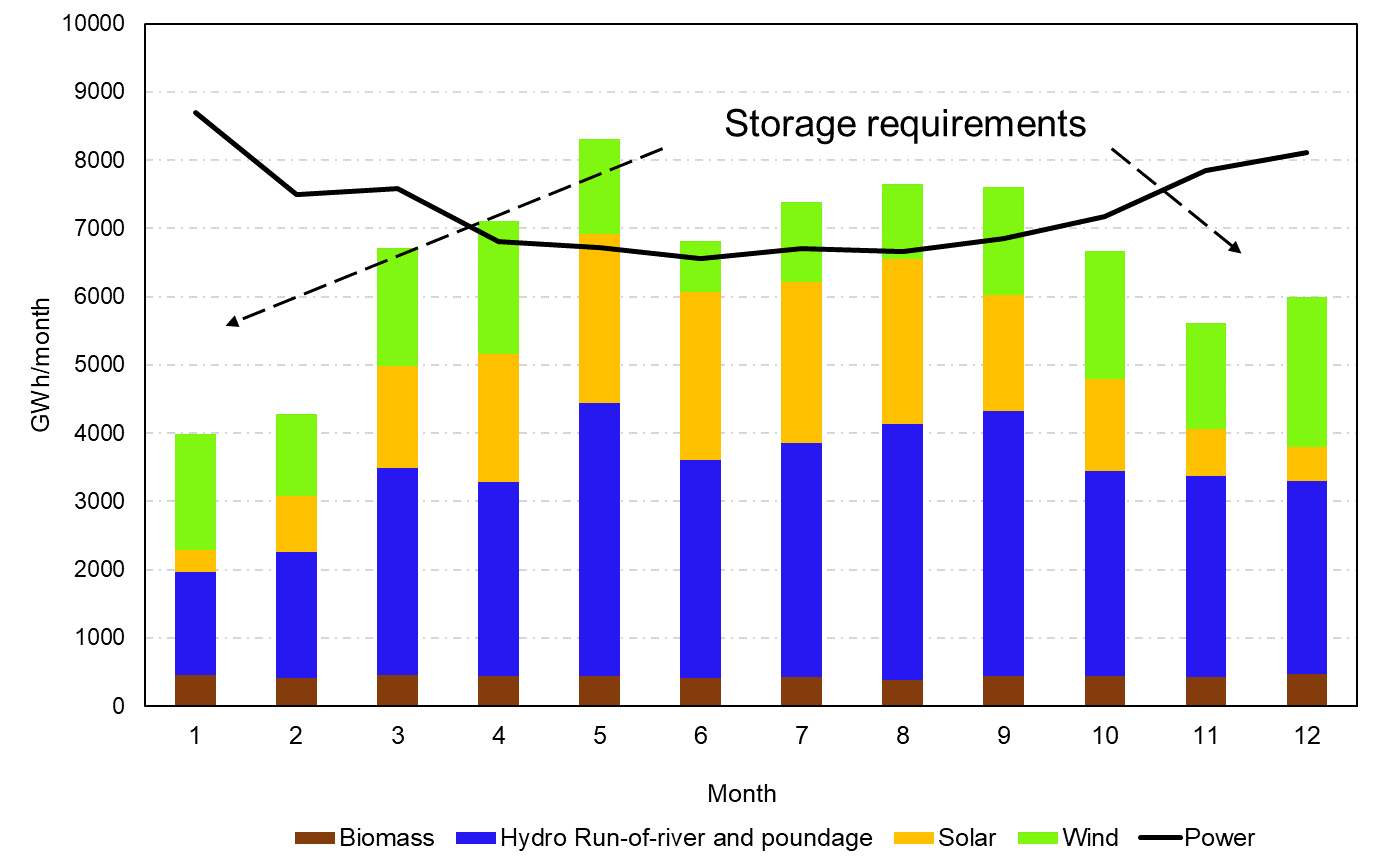 10000
9000
8000
7000
6000
5000
4000
3000
2000
1000
0
GWh/month
Storage requirements
1 2 3 4 5 6 7 8 9 10 11 12
Month
Biomass Hydro Run-of-river and poundage Solar Wind Power